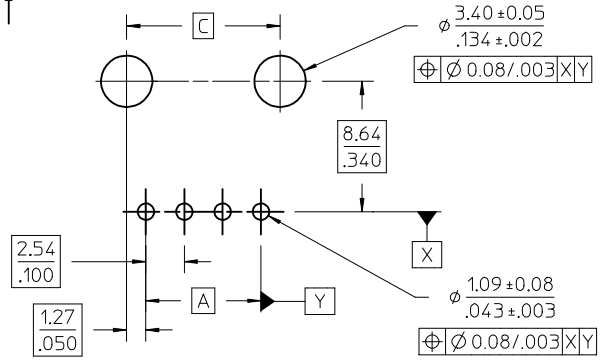 T
C
⌀ 3.40 ±0.05
.134 ±.002
⌖ ⌀ 0.08/.003 X Y
8.64
.340
2.54
.100
X
A
Y
1.27
.050
⌀ 1.09 ±0.08
.043 ±.003
⌖ ⌀ 0.08/.003 X Y